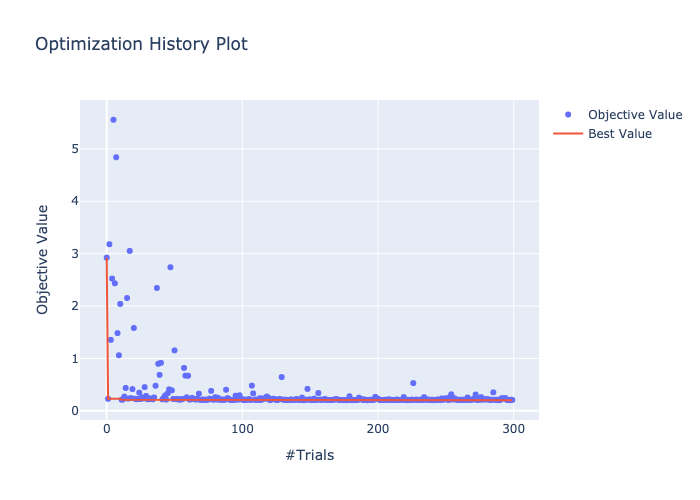 Optimization History Plot
Objective Value
Best Value
5
4
3
2
1
0
Objective Value
0
100
200
300
#Trials